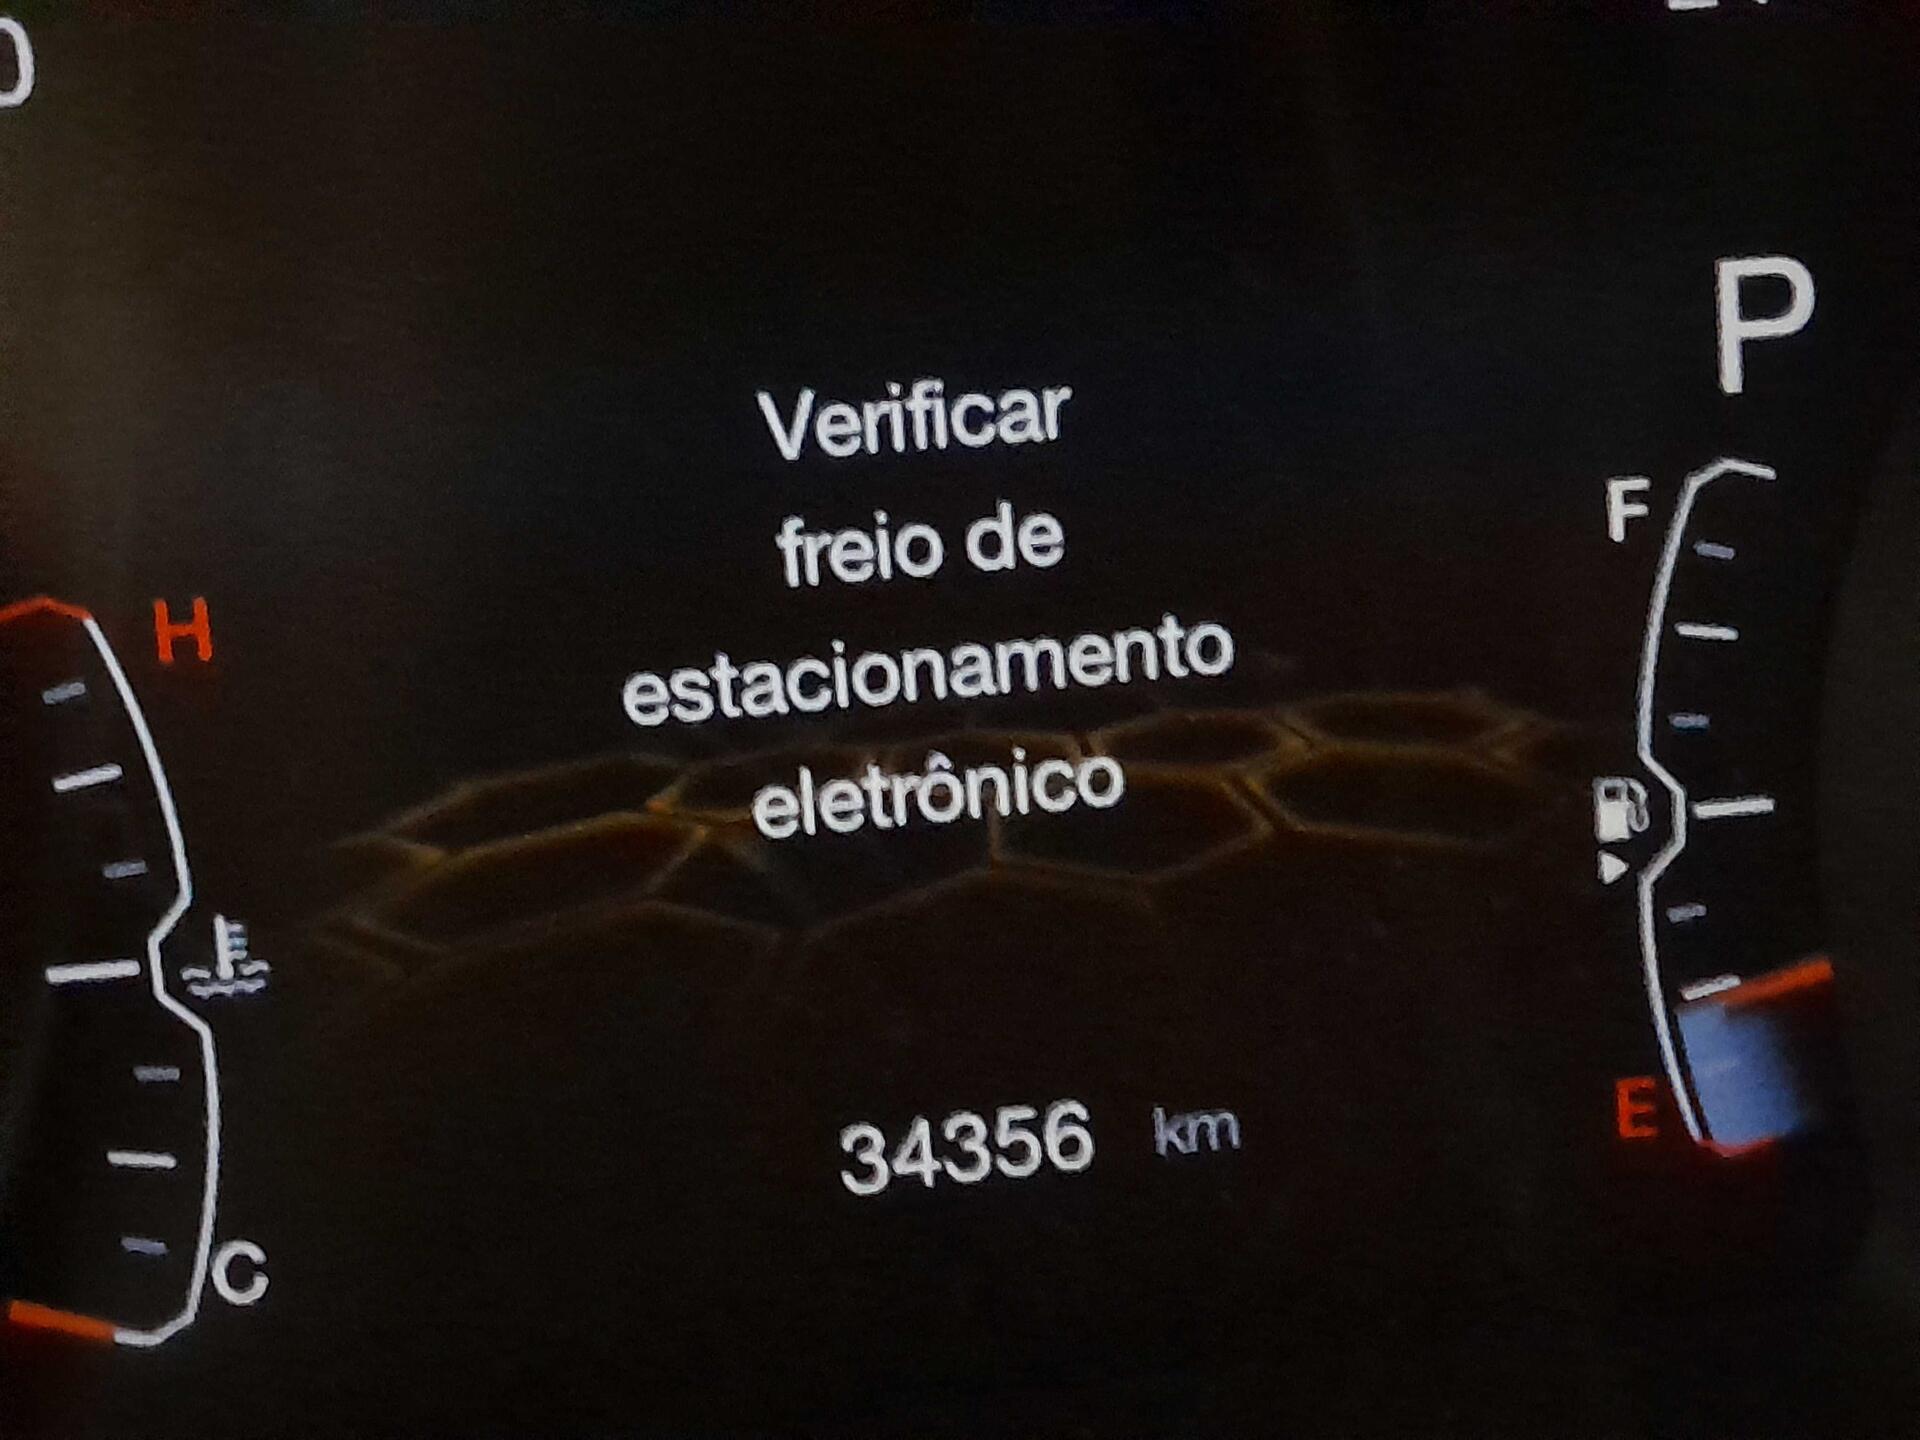 P
Verificar
freio de
estacionamento
eletrônico
F
H
E
34356 km
C